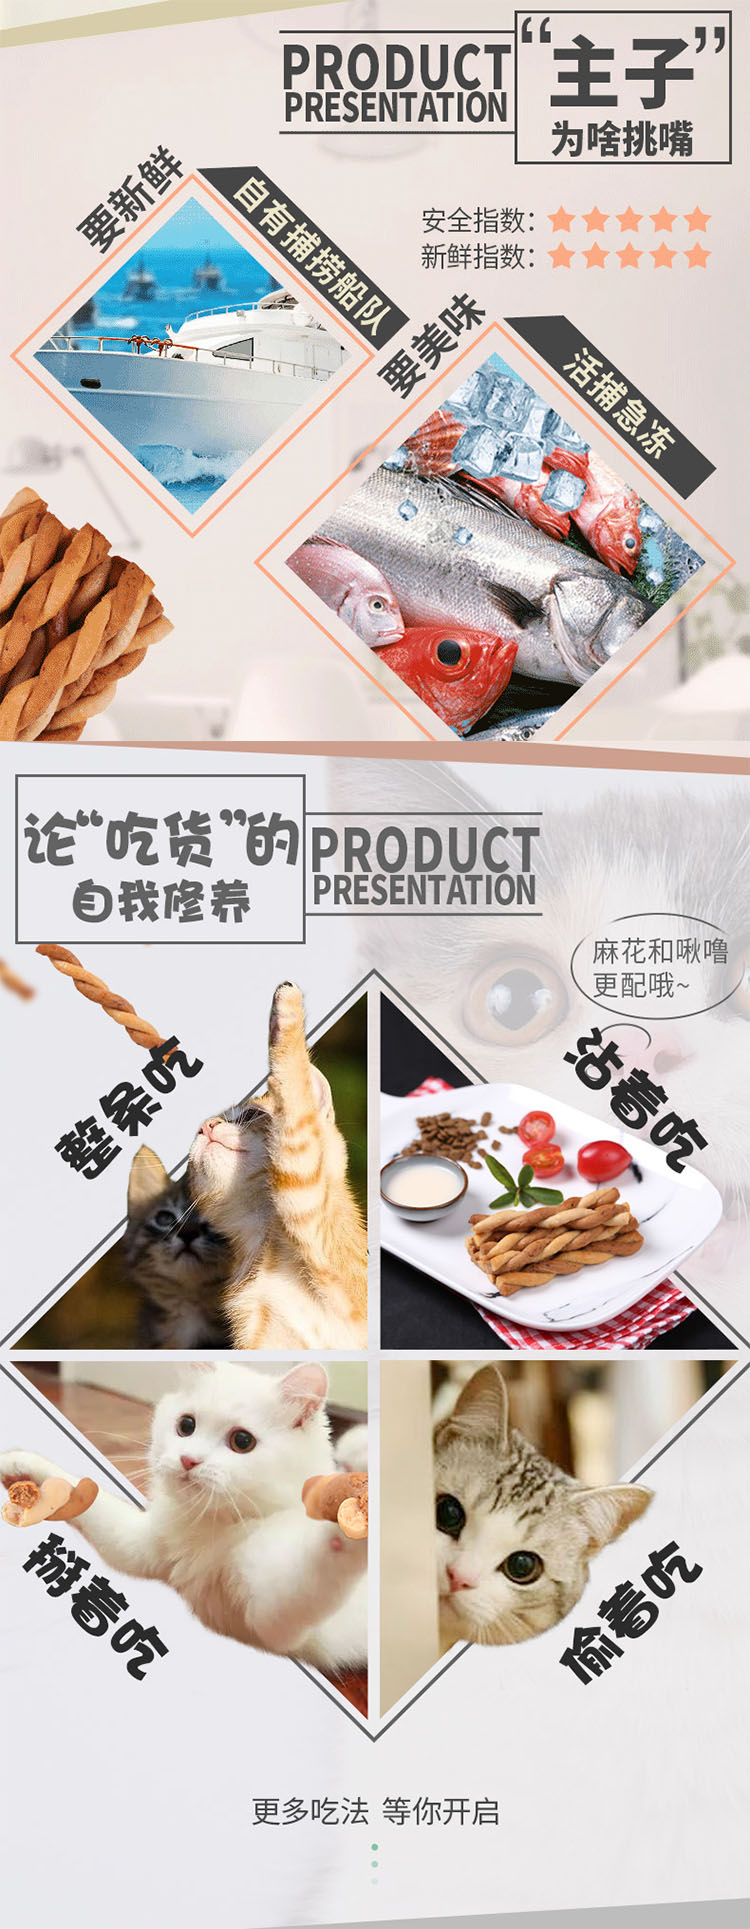 PRODUCT
PRESENTATION
“主子”
为啥挑嘴
要新鲜
自有捕捞船队
安全指数：
新鲜指数：
要美味
活捕急冻
论“吃货”的
自我修养
PRODUCT
PRESENTATION
麻花和啾噜
更配哦~
整条吃
沾着吃
掰着吃
偷着吃
更多吃法 等你开启